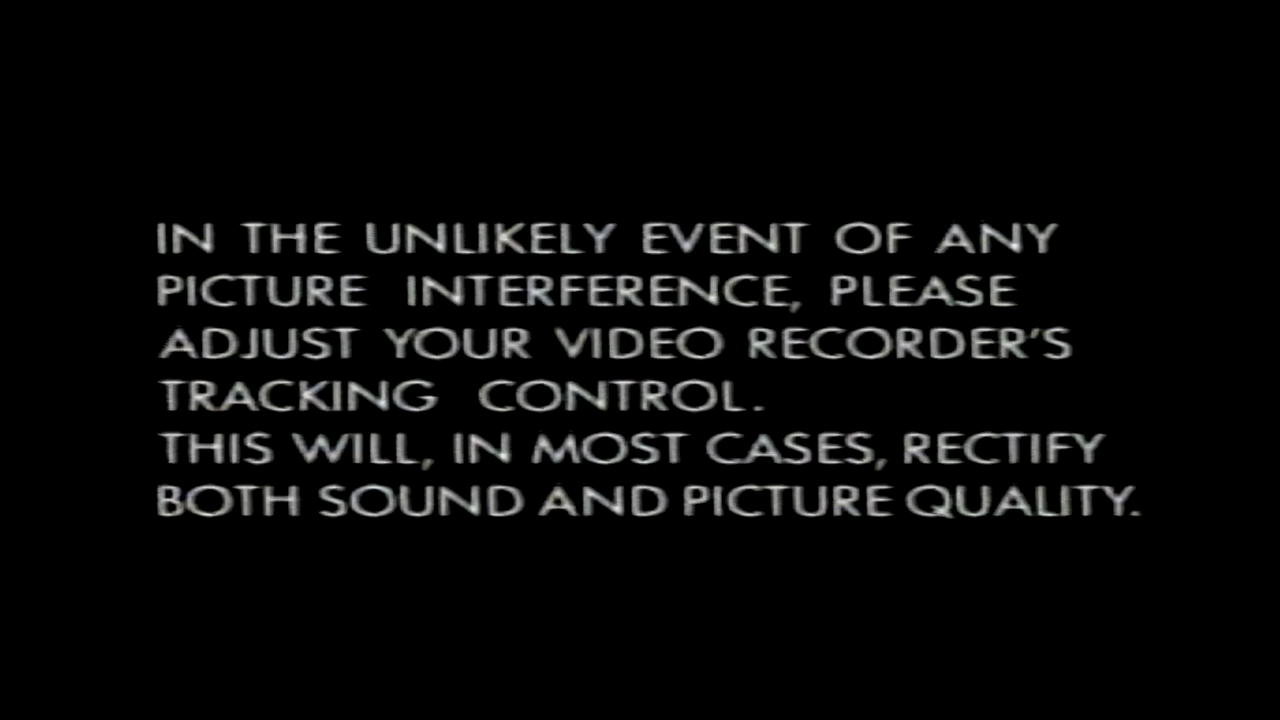 IN THE UNLIKELY EVENT OF ANY
PICTURE INTERFERENCE, PLEASE
ADJUST YOUR VIDEO RECORDER'S
TRACKING CONTROL.
THIS WILL, IN MOST CASES, RECTIFY
BOTH SOUND AND PICTURE QUALITY.